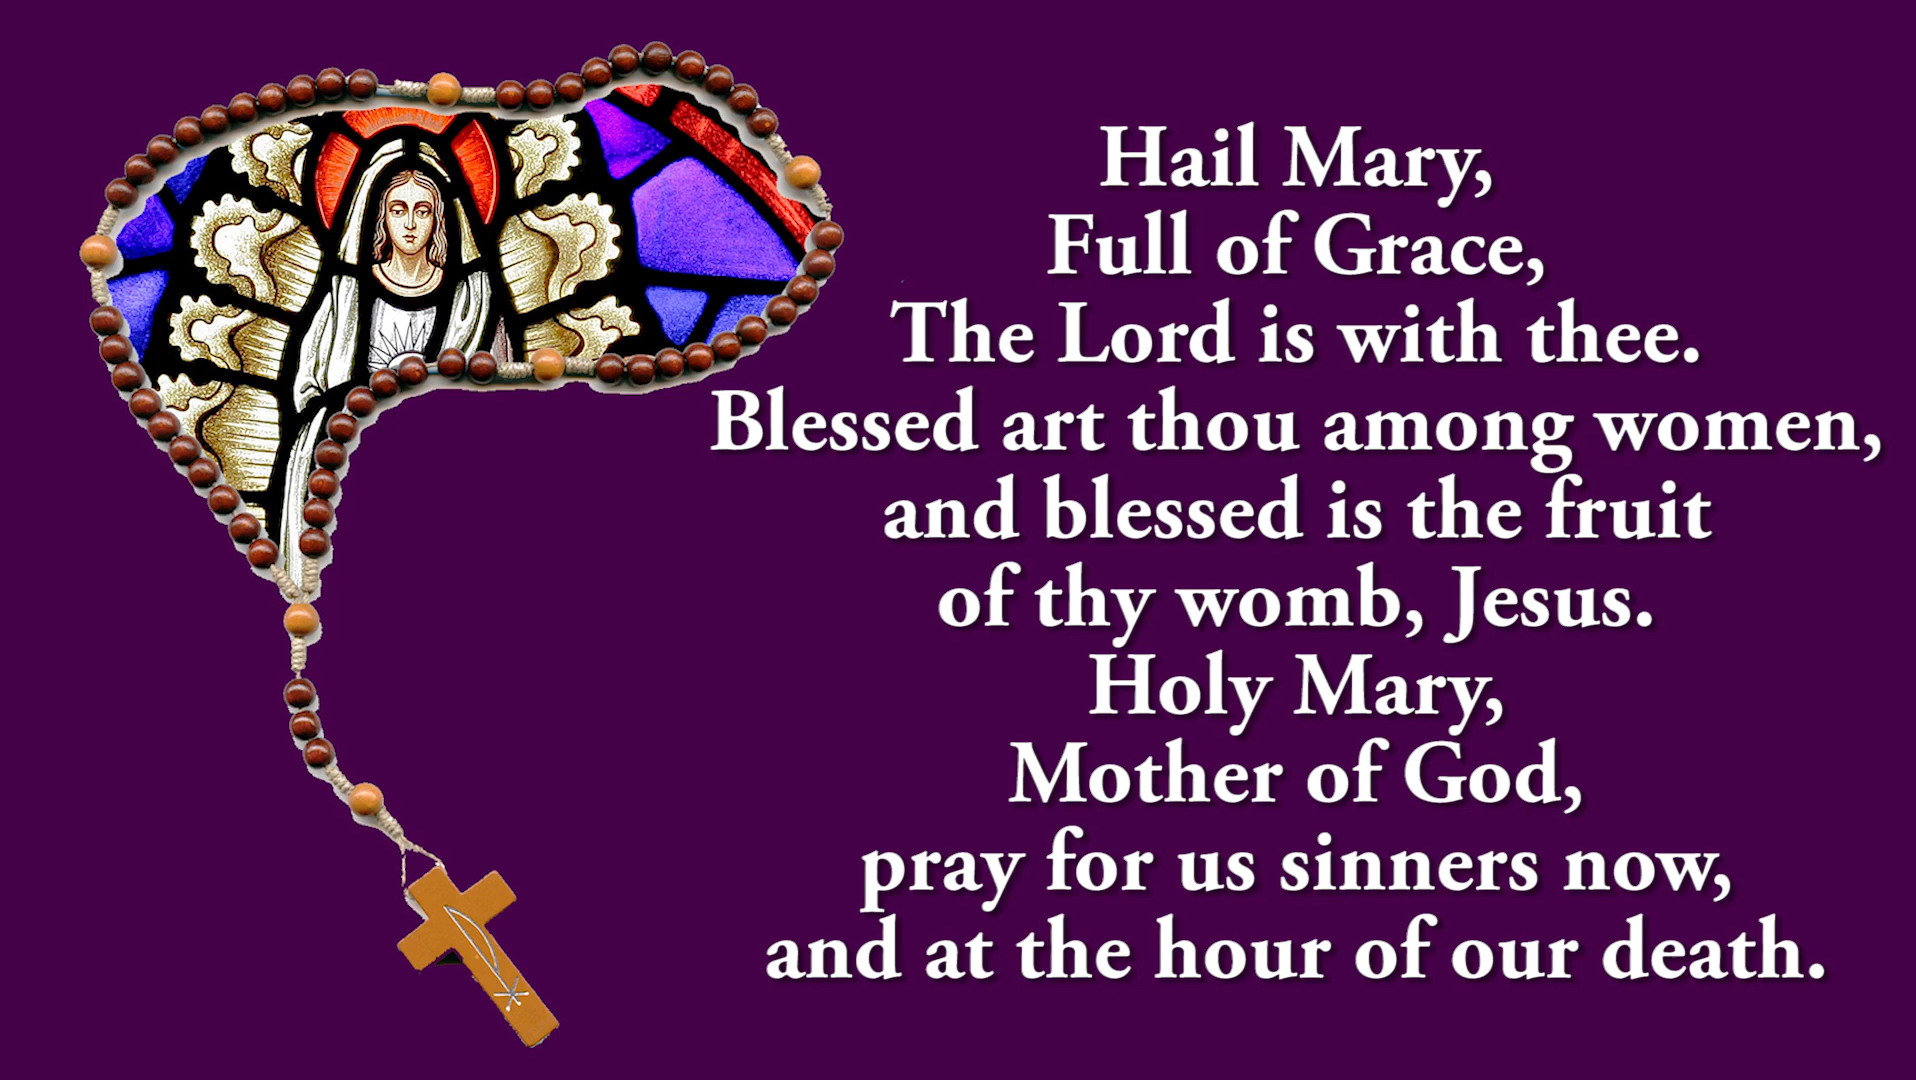 Hail Mary,
Full of Grace,
The Lord is with thee.
Blessed art thou among women,
and blessed is the fruit
of thy womb, Jesus.
Holy Mary,
Mother of God,
pray for us sinners now,
and at the hour of our death.